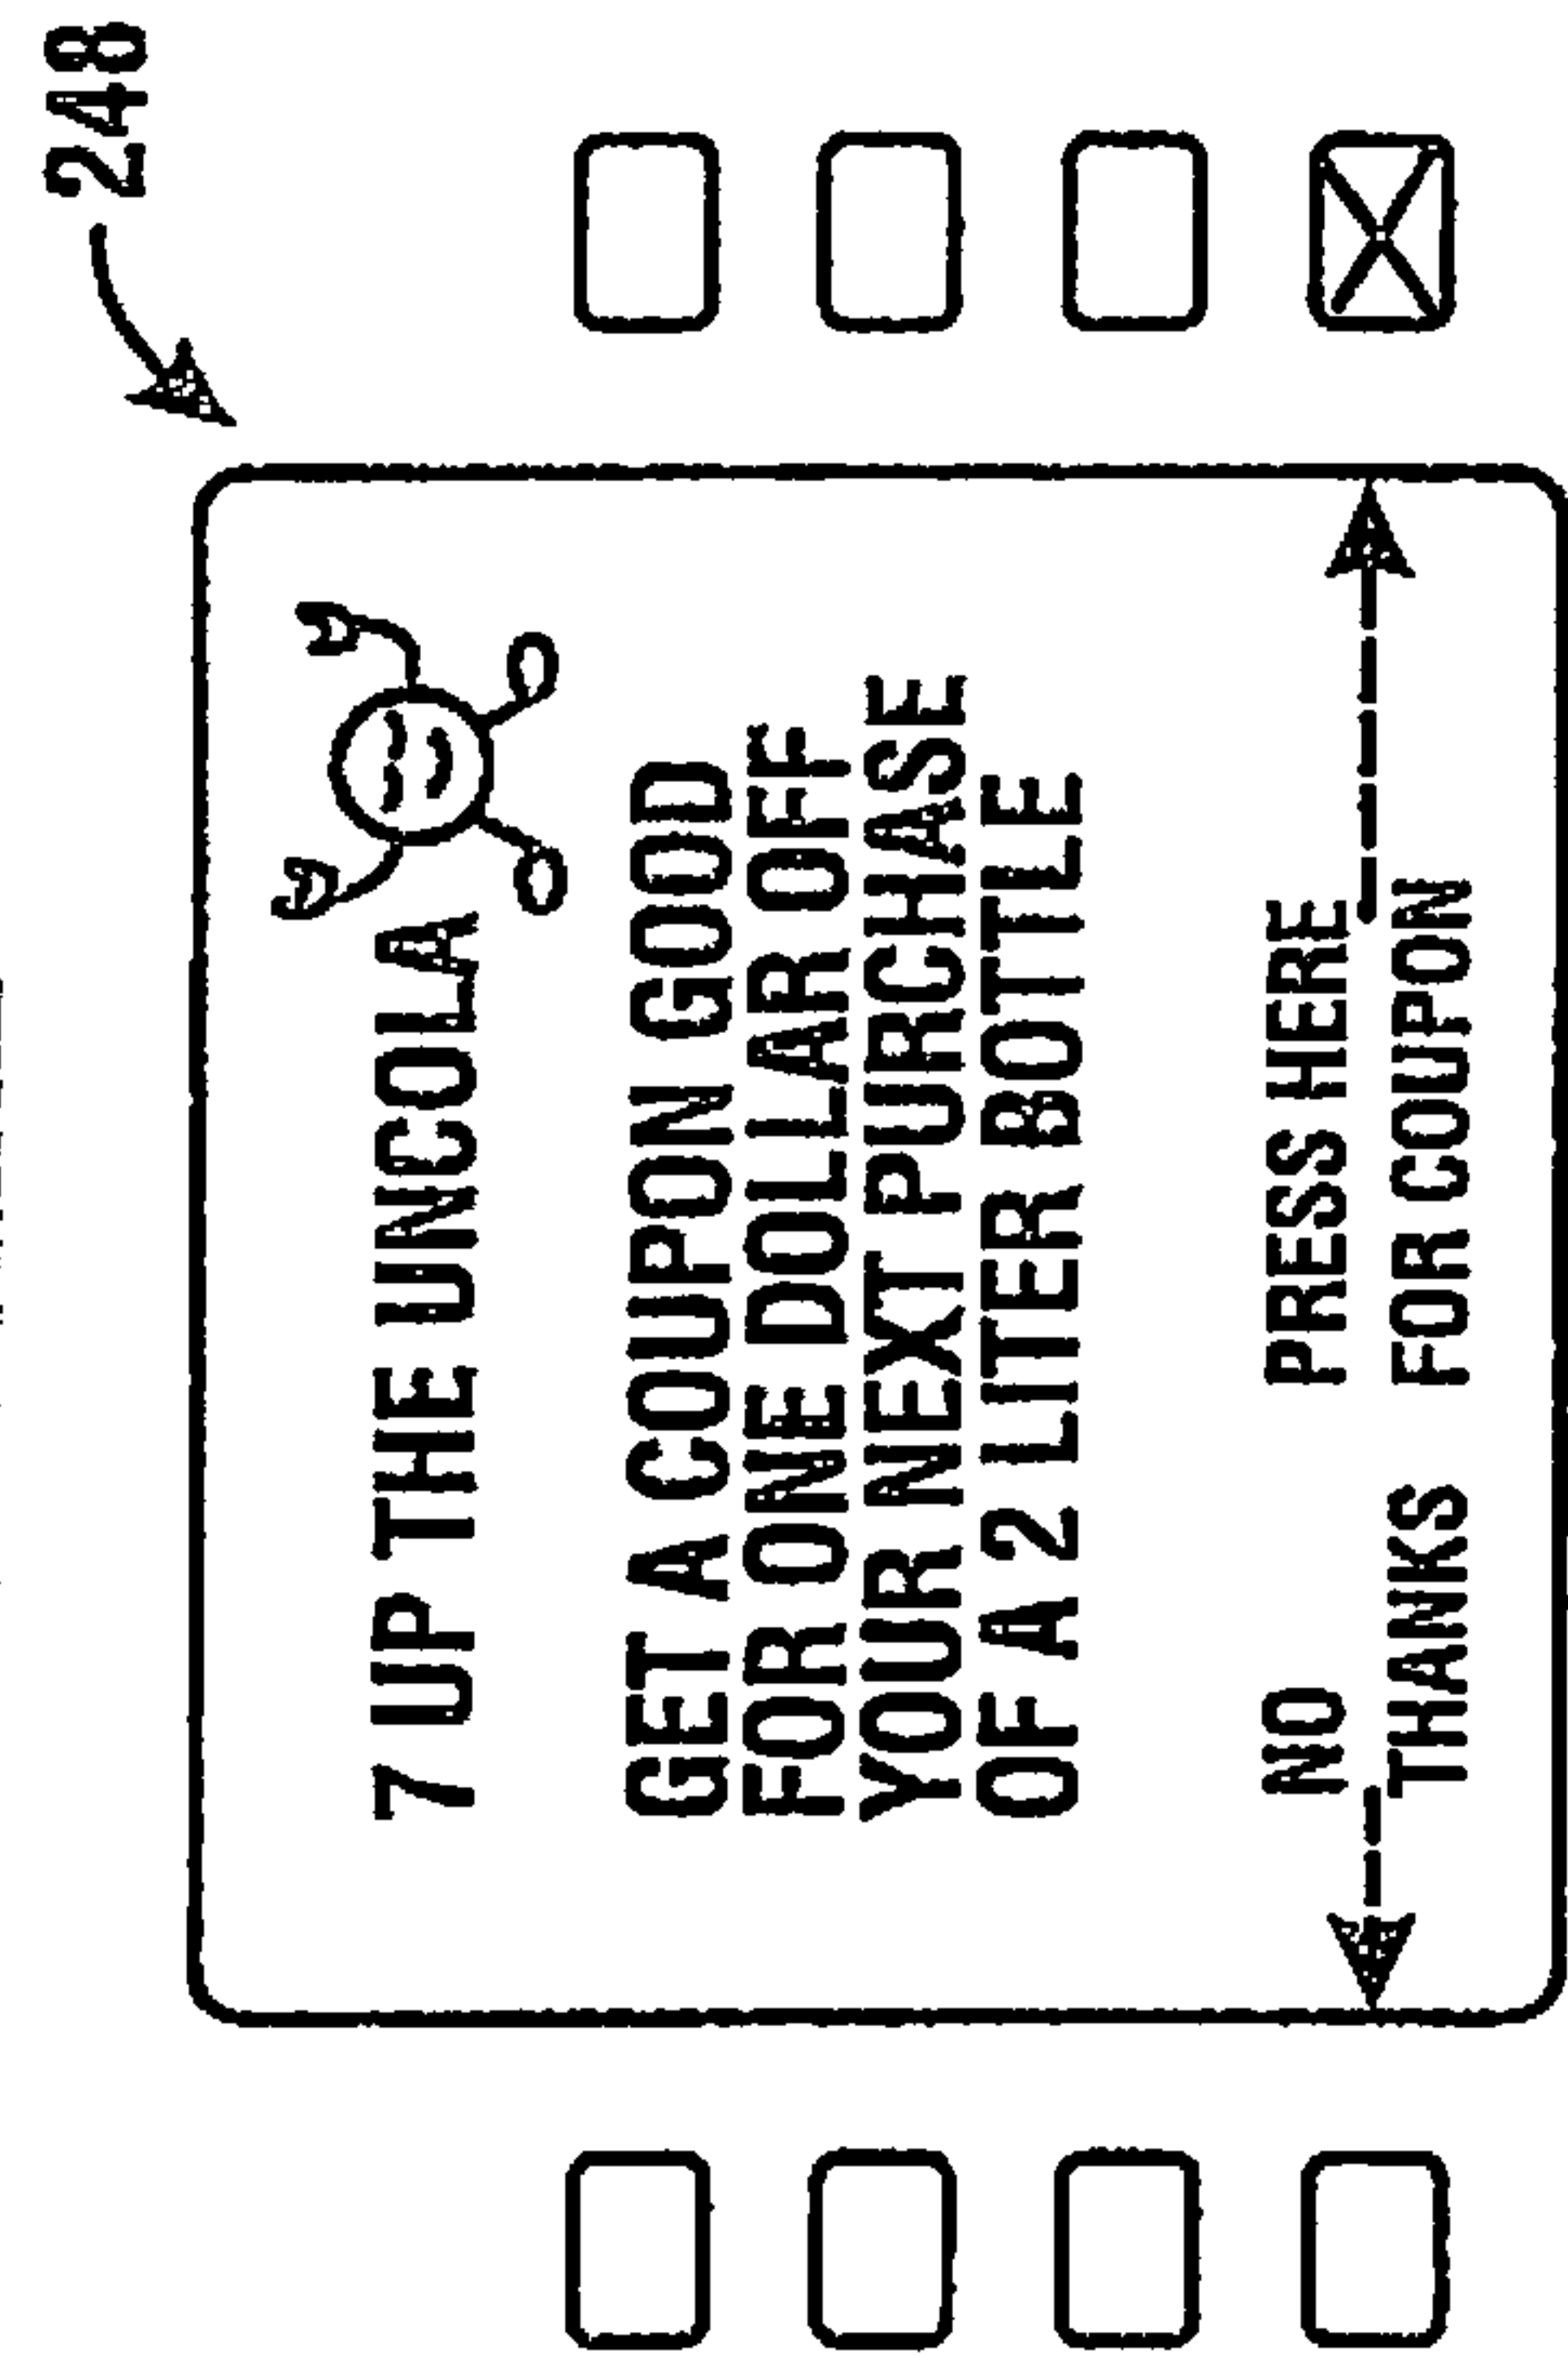 248
7 UP THE UNCOLA
GET A COUPON GOOD
FOR ONE DOLLAR OFF
YOUR NEXT PURCHASE
OF A 2 LITER BOTTLE
NO
THANKS
PRESS HERE
FOR COUPON